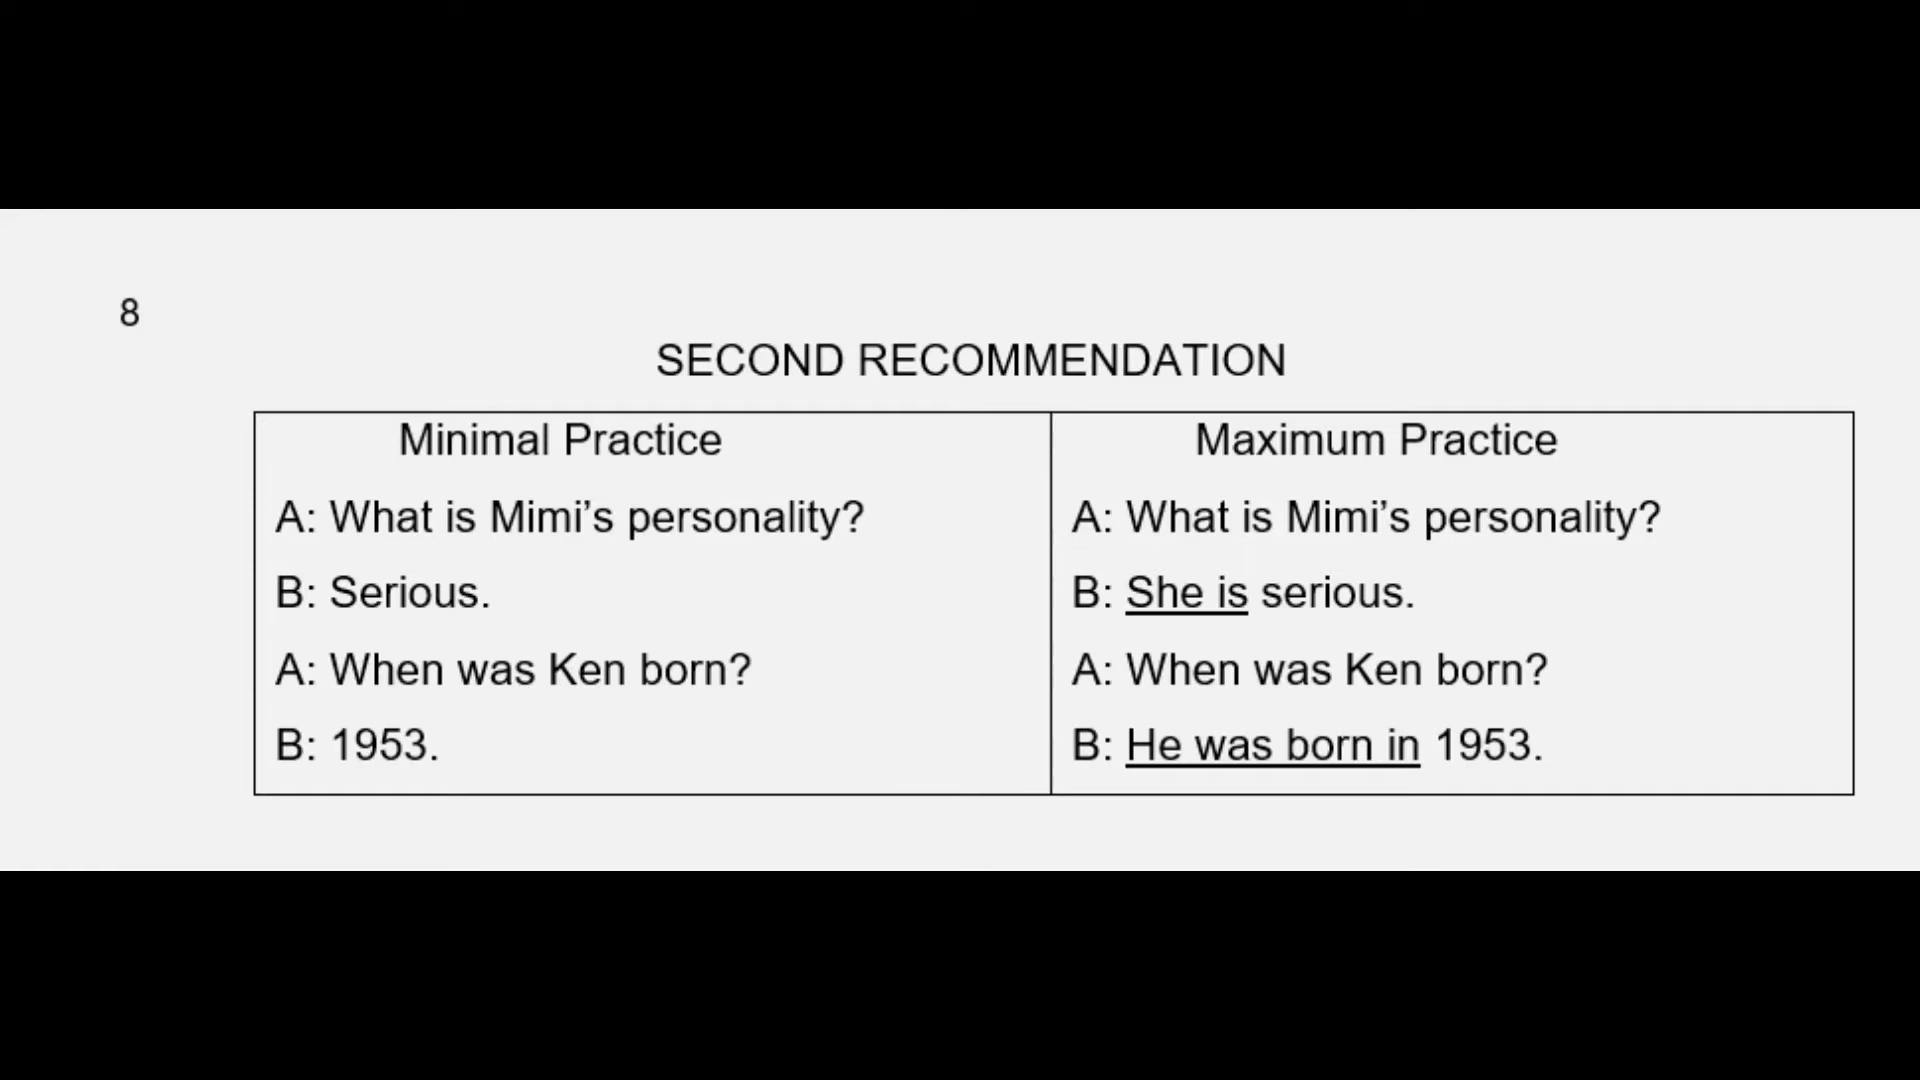 8
SECOND RECOMMENDATION
Minimal Practice
A: What is Mimi’s personality?
B: Serious.
A: When was Ken born?
B: 1953.
Maximum Practice
A: What is Mimi’s personality?
B: She is serious.
A: When was Ken born?
B: He was born in 1953.